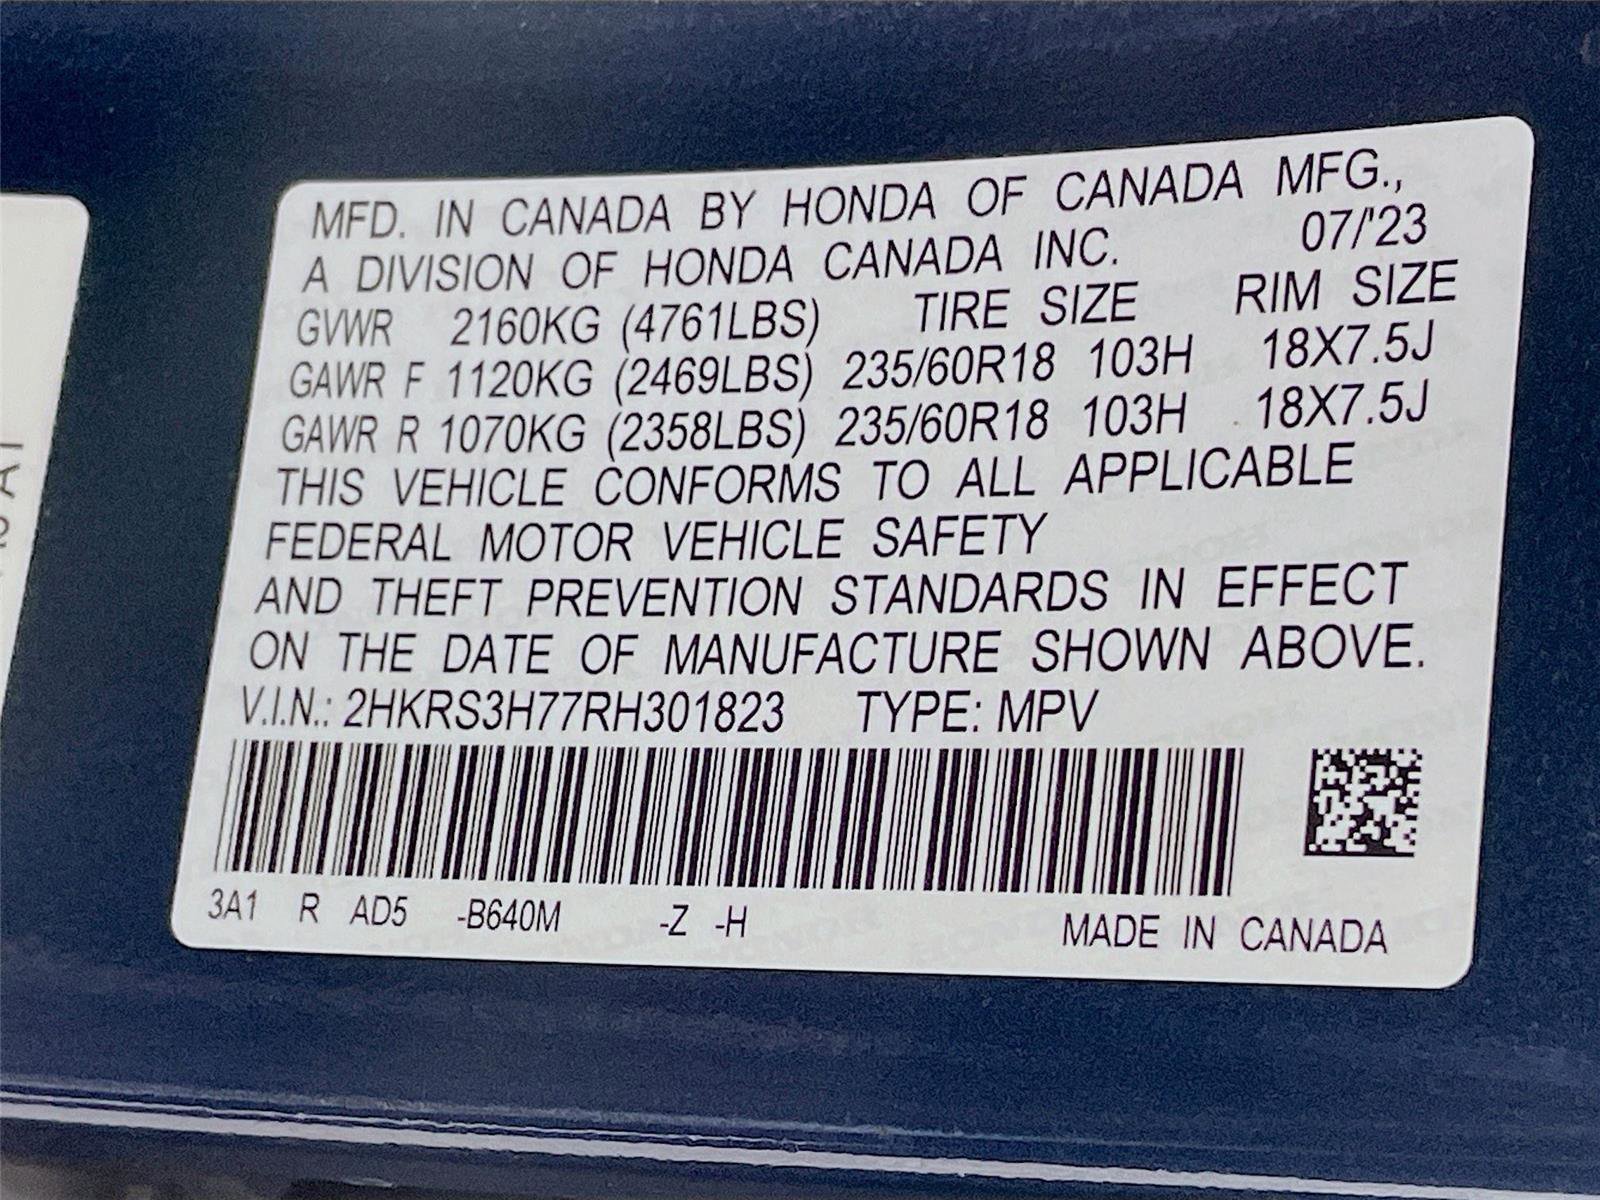 MFD. IN CANADA BY HONDA OF CANADA MFG.,
A DIVISION OF HONDA CANADA INC. 07/'23
GVWR 2160KG (4761LBS) TIRE SIZE RIM SIZE
GAWR F 1120KG (2469LBS) 235/60R18 103H 18X7.5J
GAWR R 1070KG (2358LBS) 235/60R18 103H 18X7.5J
THIS VEHICLE CONFORMS TO ALL APPLICABLE
FEDERAL MOTOR VEHICLE SAFETY
AND THEFT PREVENTION STANDARDS IN EFFECT
ON THE DATE OF MANUFACTURE SHOWN ABOVE.
V.I.N.: 2HKRS3H77RH301823 TYPE: MPV
3A1 R AD5 -B640M -Z -H MADE IN CANADA